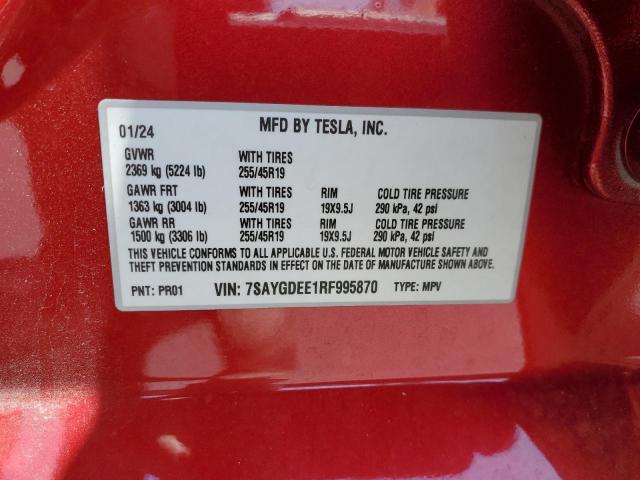 01/24 MFD BY TESLA, INC.
GVWR WITH TIRES
2369 kg (5224 lb) 255/45R19
GAWR FRT WITH TIRES RIM COLD TIRE PRESSURE
1363 kg (3004 lb) 255/45R19 19X9.5J 290 kPa, 42 psi
GAWR RR WITH TIRES RIM COLD TIRE PRESSURE
1500 kg (3306 lb) 255/45R19 19X9.5J 290 kPa, 42 psi
THIS VEHICLE CONFORMS TO ALL APPLICABLE U.S. FEDERAL MOTOR VEHICLE SAFETY AND
THEFT PREVENTION STANDARDS IN EFFECT ON THE DATE OF MANUFACTURE SHOWN ABOVE.
PNT: PR01 VIN: 7SAYGDEE1RF995870 TYPE: MPV